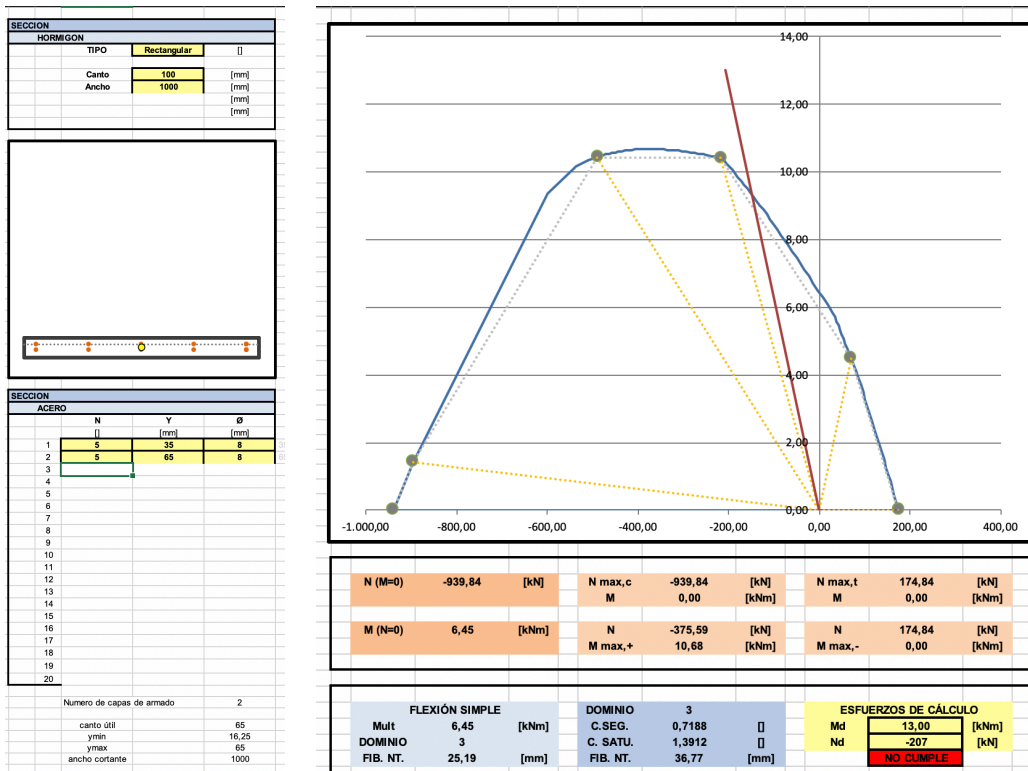 SECCION
HORMIGON
TIPO Rectangular []
Canto 100 [mm]
Ancho 1000 [mm]
[mm]
[mm]
SECCION
ACERO
N Y Ø
[] [mm] [mm]
1 5 35 8
2 5 65 8
3
4
5
6
7
8
9
10
11
12
13
14
15
16
17
18
19
20
Numero de capas de armado 2
canto útil 65
ymin 16,25
ymax 65
ancho cortante 1000
14,00
12,00
10,00
8,00
6,00
4,00
2,00
0,00
-1.000,00 -800,00 -600,00 -400,00 -200,00 0,00 200,00 400,00
N (M=0) -939,84 [kN] N max,c -939,84 [kN] N max,t 174,84 [kN]
M 0,00 [kNm] M 0,00 [kNm]
M (N=0) 6,45 [kNm] N -375,59 [kN] N 174,84 [kN]
M max,+ 10,68 [kNm] M max,- 0,00 [kNm]
FLEXIÓN SIMPLE DOMINIO 3 ESFUERZOS DE CÁLCULO
Mult 6,45 [kNm] C.SEG. 0,7188 [] Md 13,00 [kNm]
DOMINIO 3 C. SATU. 1,3912 [] Nd -207 [kN]
FIB. NT. 25,19 [mm] FIB. NT. 36,77 [mm] NO CUMPLE